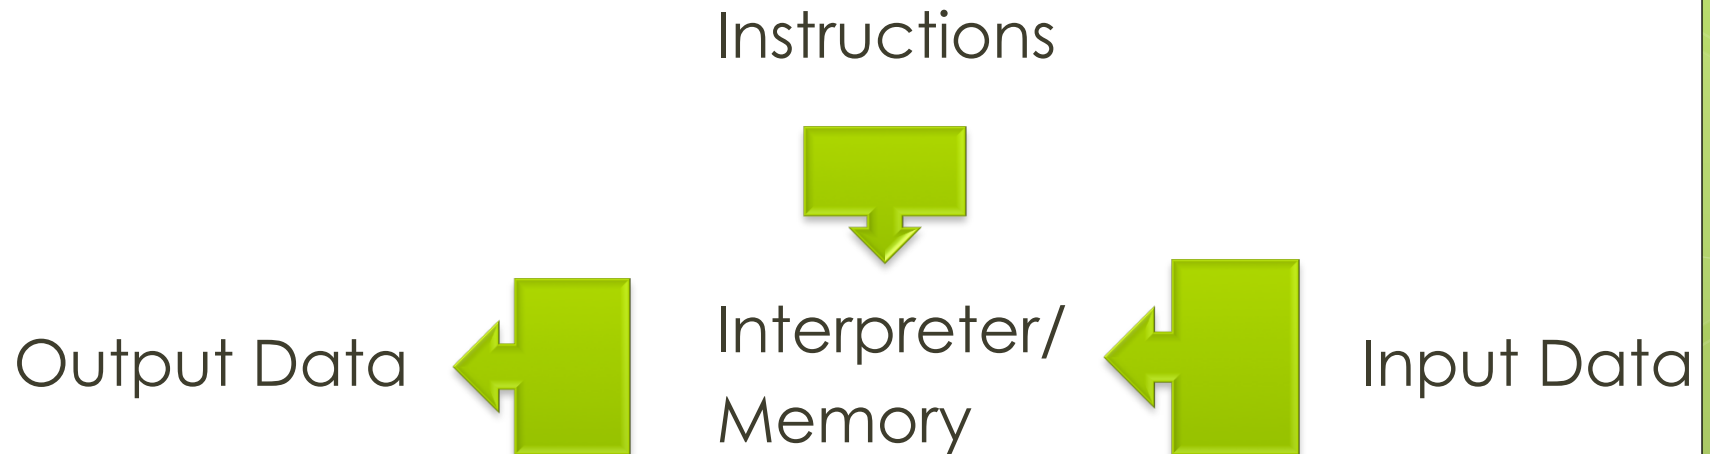 Instructions
Output Data
Interpreter/
Memory
Input Data